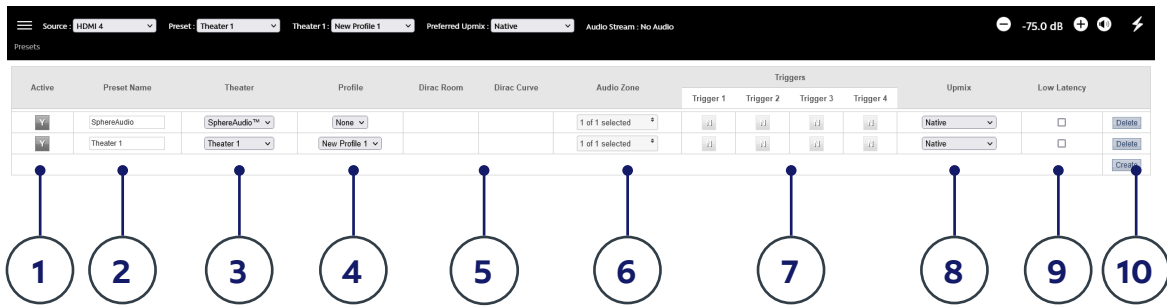 Source : HDMI 4 Preset : Theater 1 Theater 1 : New Profile 1 Preferred Upmix : Native Audio Stream : No Audio -75.0 dB
Presets
Active Preset Name Theater Profile Dirac Room Dirac Curve Audio Zone Triggers Upmix Low Latency
Trigger 1 Trigger 2 Trigger 3 Trigger 4
Y SphereAudio SphereAudio™ None 1 of 1 selected N N N N Native Delete
Y Theater 1 Theater 1 New Profile 1 1 of 1 selected N N N N Native Delete
Create
1 2 3 4 5 6 7 8 9 10